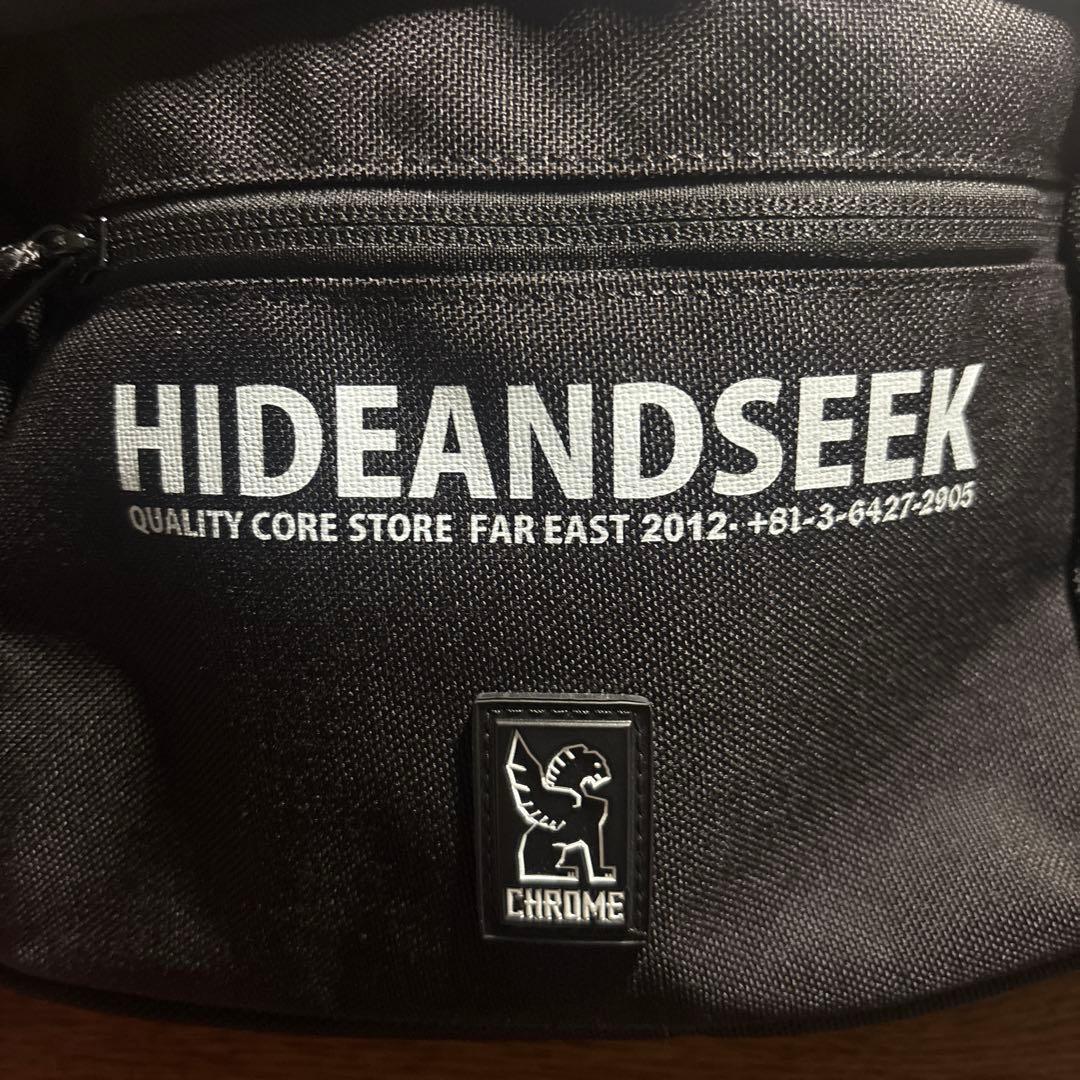 HIDEANDSEEK
QUALITY CORE STORE FAR EAST 2012· +81-3-6427-2905
CHROME